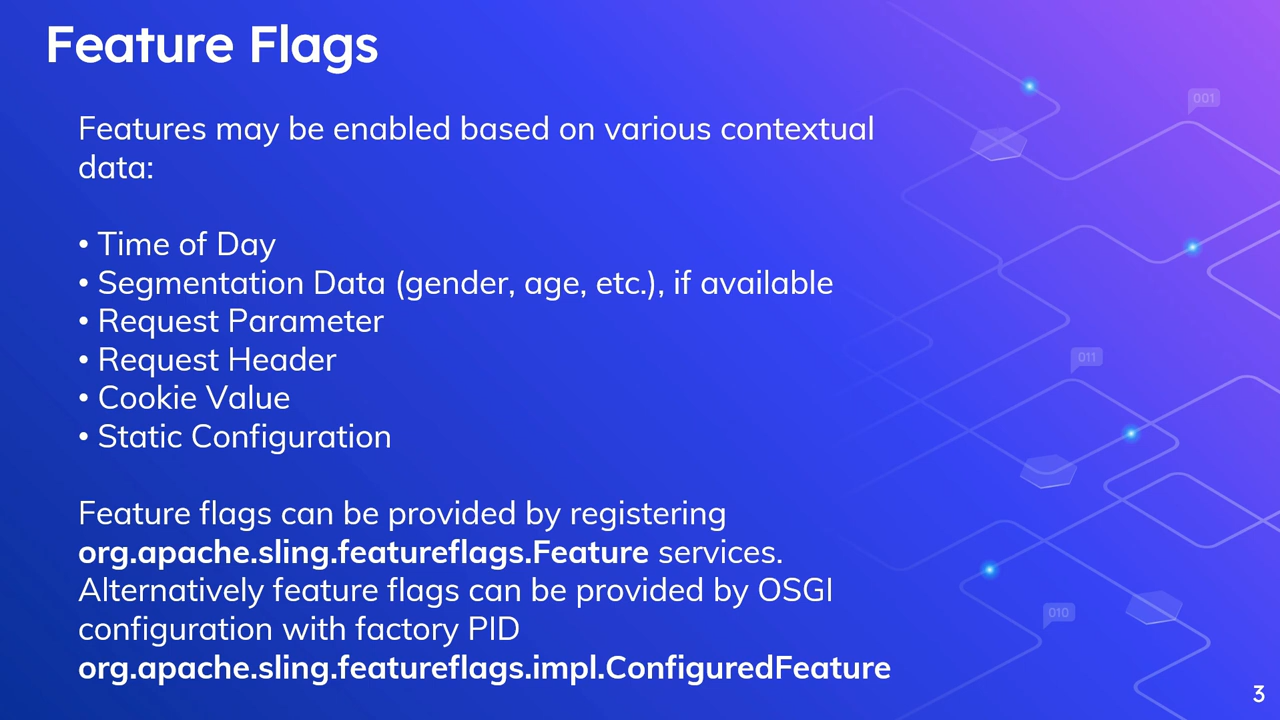 Feature Flags
Features may be enabled based on various contextual
data:
• Time of Day
• Segmentation Data (gender, age, etc.), if available
• Request Parameter
• Request Header
• Cookie Value
• Static Configuration
Feature flags can be provided by registering
org.apache.sling.featureflags.Feature services.
Alternatively feature flags can be provided by OSGI
configuration with factory PID
org.apache.sling.featureflags.impl.ConfiguredFeature
001
011
010
3